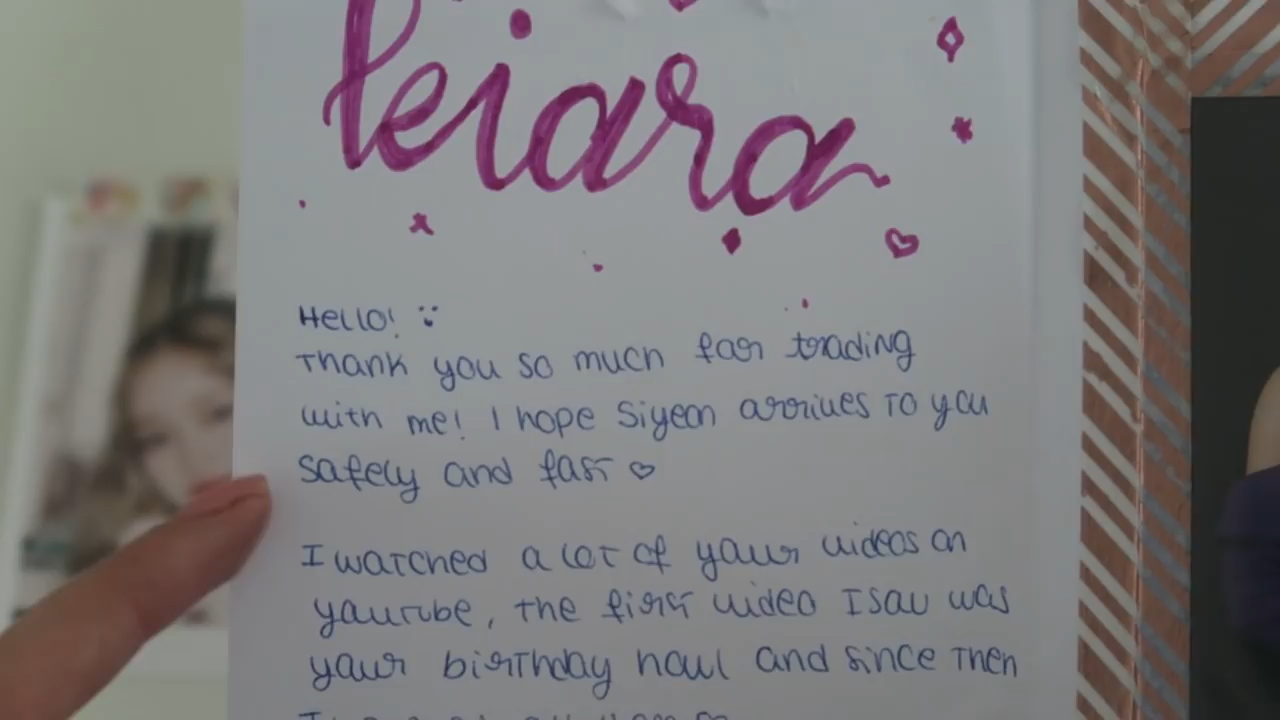 Hello! :
Thank you so much for trading
with me! I hope Siyeon arrives to you
safely and fast ♡
I watched a lot of your videos on
youtube, the first video I saw was
your birthday haul and since then